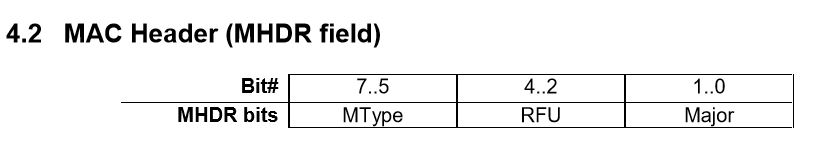 4.2 MAC Header (MHDR field)
Bit# 7..5 4..2 1..0
MHDR bits MType RFU Major